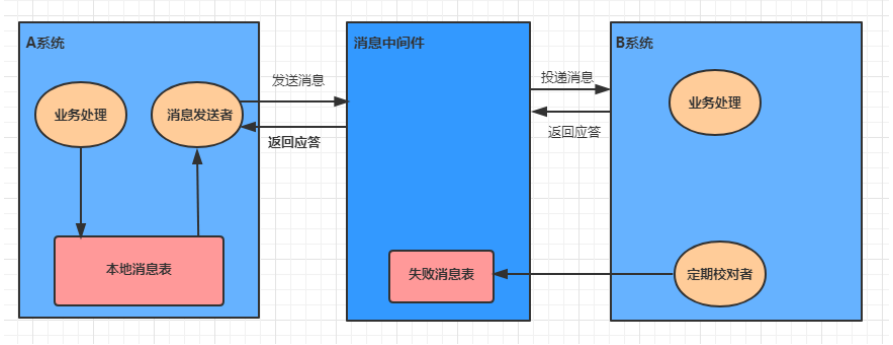 A系统
业务处理
消息发送者
本地消息表
发送消息
返回应答
消息中间件
失败消息表
投递消息
返回应答
B系统
业务处理
定期校对者